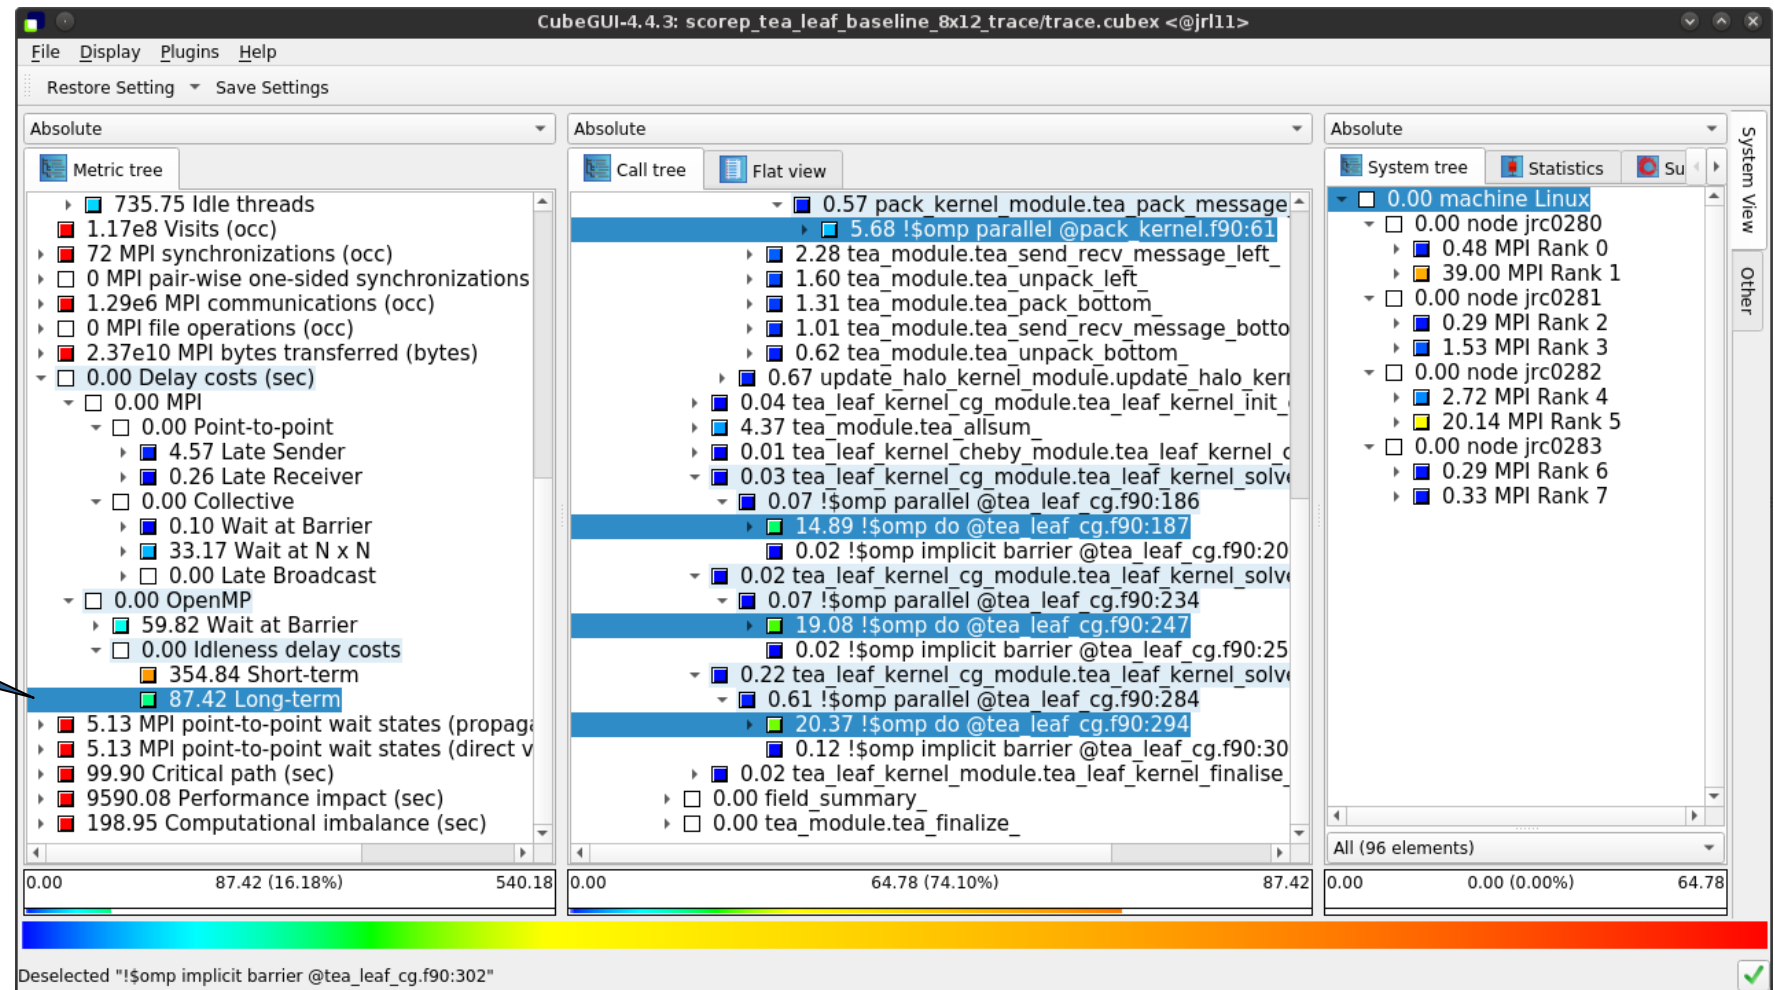 CubeGUI-4.4.3: scorep_tea_leaf_baseline_8x12_trace/trace.cubex <@jrl11>
File Display Plugins Help
Restore Setting Save Settings
Absolute
Metric tree
735.75 Idle threads
1.17e8 Visits (occ)
72 MPI synchronizations (occ)
0 MPI pair-wise one-sided synchronizations
1.29e6 MPI communications (occ)
0 MPI file operations (occ)
2.37e10 MPI bytes transferred (bytes)
0.00 Delay costs (sec)
0.00 MPI
0.00 Point-to-point
4.57 Late Sender
0.26 Late Receiver
0.00 Collective
0.10 Wait at Barrier
33.17 Wait at N x N
0.00 Late Broadcast
0.00 OpenMP
59.82 Wait at Barrier
0.00 Idleness delay costs
354.84 Short-term
87.42 Long-term
5.13 MPI point-to-point wait states (propag
5.13 MPI point-to-point wait states (direct v
99.90 Critical path (sec)
9590.08 Performance impact (sec)
198.95 Computational imbalance (sec)
0.00 87.42 (16.18%) 540.18
Absolute
Call tree Flat view
0.57 pack_kernel_module.tea_pack_message_
5.68 !$omp parallel @pack_kernel.f90:61
2.28 tea_module.tea_send_recv_message_left_
1.60 tea_module.tea_unpack_left_
1.31 tea_module.tea_pack_bottom_
1.01 tea_module.tea_send_recv_message_botto
0.62 tea_module.tea_unpack_bottom_
0.67 update_halo_kernel_module.update_halo_ker
0.04 tea_leaf_kernel_cg_module.tea_leaf_kernel_init_
4.37 tea_module.tea_allsum_
0.01 tea_leaf_kernel_cheby_module.tea_leaf_kernel_c
0.03 tea_leaf_kernel_cg_module.tea_leaf_kernel_solv
0.07 !$omp parallel @tea_leaf_cg.f90:186
14.89 !$omp do @tea_leaf_cg.f90:187
0.02 !$omp implicit barrier @tea_leaf_cg.f90:20
0.02 tea_leaf_kernel_cg_module.tea_leaf_kernel_solv
0.07 !$omp parallel @tea_leaf_cg.f90:234
19.08 !$omp do @tea_leaf_cg.f90:247
0.02 !$omp implicit barrier @tea_leaf_cg.f90:25
0.22 tea_leaf_kernel_cg_module.tea_leaf_kernel_solv
0.61 !$omp parallel @tea_leaf_cg.f90:284
20.37 !$omp do @tea_leaf_cg.f90:294
0.12 !$omp implicit barrier @tea_leaf_cg.f90:30
0.02 tea_leaf_kernel_module.tea_leaf_kernel_finalise_
0.00 field_summary_
0.00 tea_module.tea_finalize_
0.00 64.78 (74.10%) 87.42
Absolute
System tree Statistics Su
0.00 machine Linux
0.00 node jrc0280
0.48 MPI Rank 0
39.00 MPI Rank 1
0.00 node jrc0281
0.29 MPI Rank 2
1.53 MPI Rank 3
0.00 node jrc0282
2.72 MPI Rank 4
20.14 MPI Rank 5
0.00 node jrc0283
0.29 MPI Rank 6
0.33 MPI Rank 7
All (96 elements)
0.00 0.00 (0.00%) 64.78
System View
Other
Deselected "!$omp implicit barrier @tea_leaf_cg.f90:302"